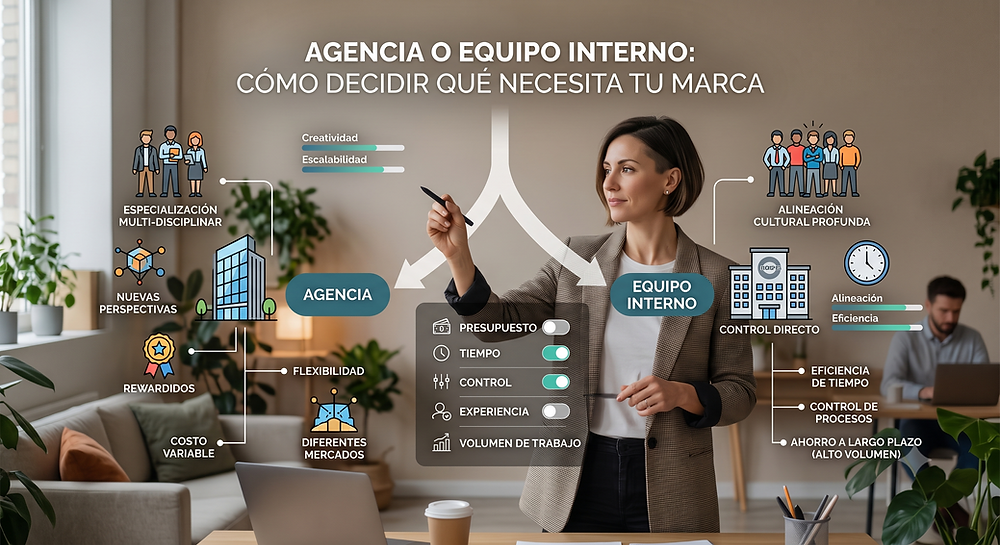 AGENCIA O EQUIPO INTERNO:
CÓMO DECIDIR QUÉ NECESITA TU MARCA
Creatividad
Escalabilidad
ESPECIALIZACIÓN
MULTI-DISCIPLINAR
NUEVAS
PERSPECTIVAS
REWARDIDOS
FLEXIBILIDAD
COSTO
VARIABLE
DIFERENTES
MERCADOS
AGENCIA
EQUIPO
INTERNO
PRESUPUESTO
TIEMPO
CONTROL
EXPERIENCIA
VOLUMEN DE TRABAJO
ALINEACIÓN
CULTURAL PROFUNDA
CONTROL DIRECTO
Alineación
Eficiencia
EFICIENCIA
DE TIEMPO
CONTROL DE
PROCESOS
AHORRO A LARGO PLAZO
(ALTO VOLUMEN)